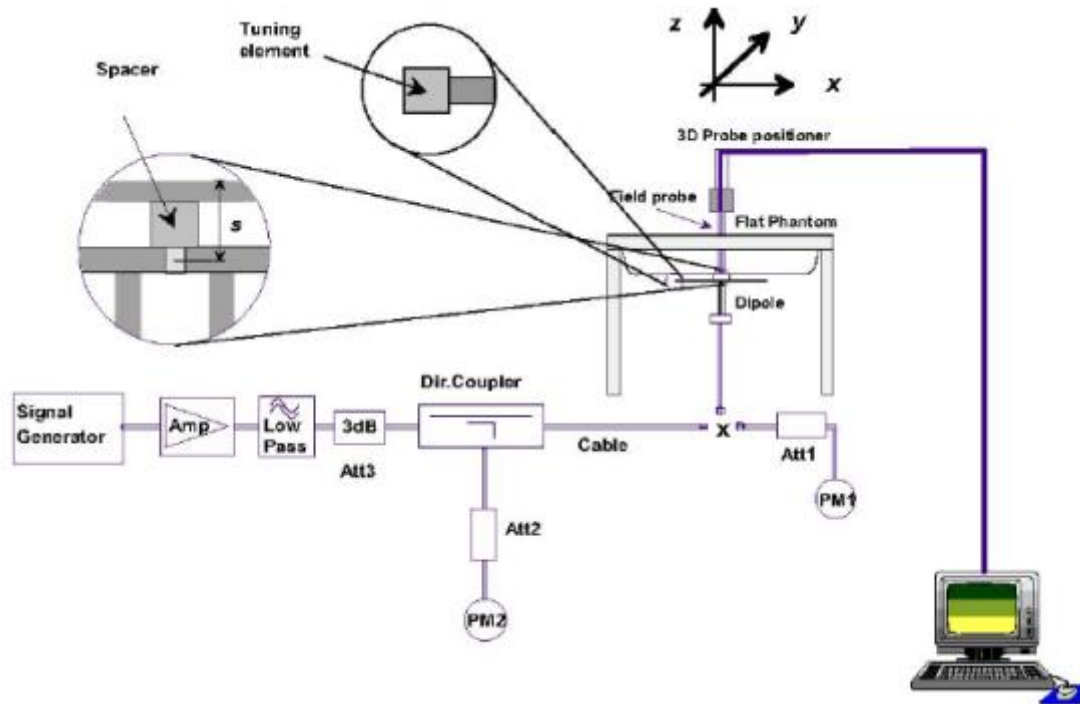 Tuning
element
Spacer
z
y
x
3D Probe positioner
s
Field probe
Flat Phantom
Dipole
Dir.Coupler
Signal
Generator
Amp
Low
Pass
3dB
Att3
Cable
X
Att1
PM1
Att2
PM2